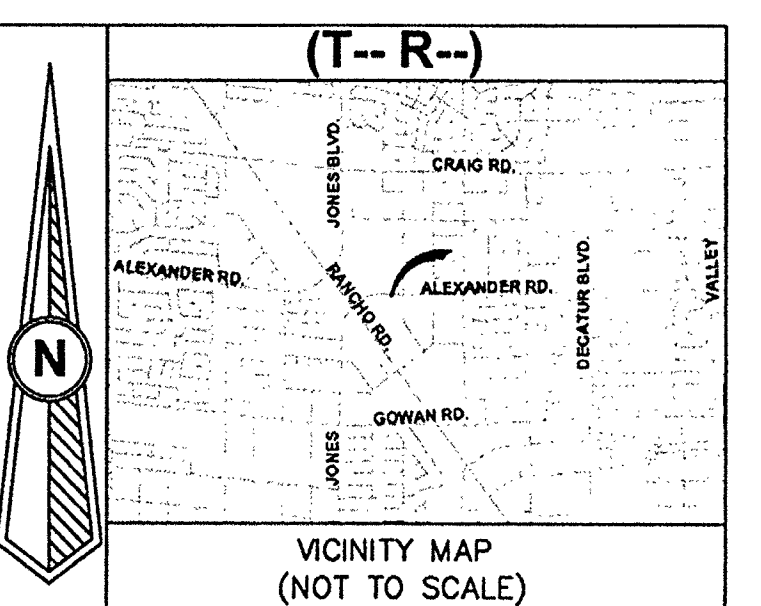 (T-- R--)
JONES BLVD.
CRAIG RD.
ALEXANDER RD.
RANCHO RD.
ALEXANDER RD.
DECATUR BLVD.
VALLEY
N
GOWAN RD.
JONES
VICINITY MAP
(NOT TO SCALE)